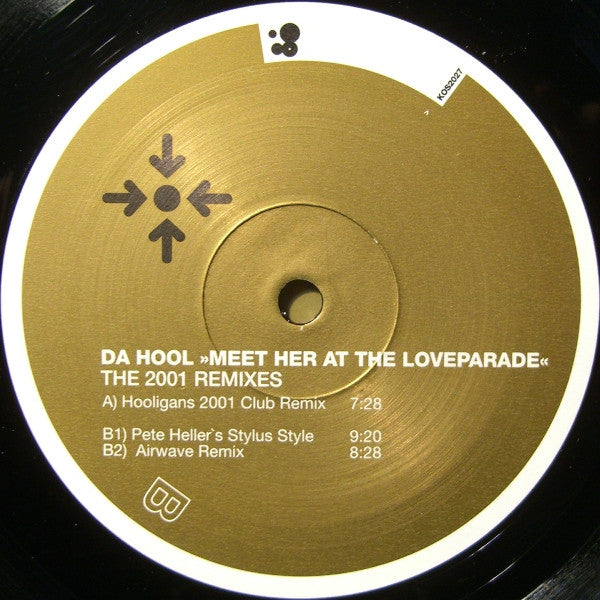 KOS2027
DA HOOL »MEET HER AT THE LOVEPARADE«
THE 2001 REMIXES
A) Hooligans 2001 Club Remix 7:28
B1) Pete Heller`s Stylus Style 9:20
B2) Airwave Remix 8:28
B